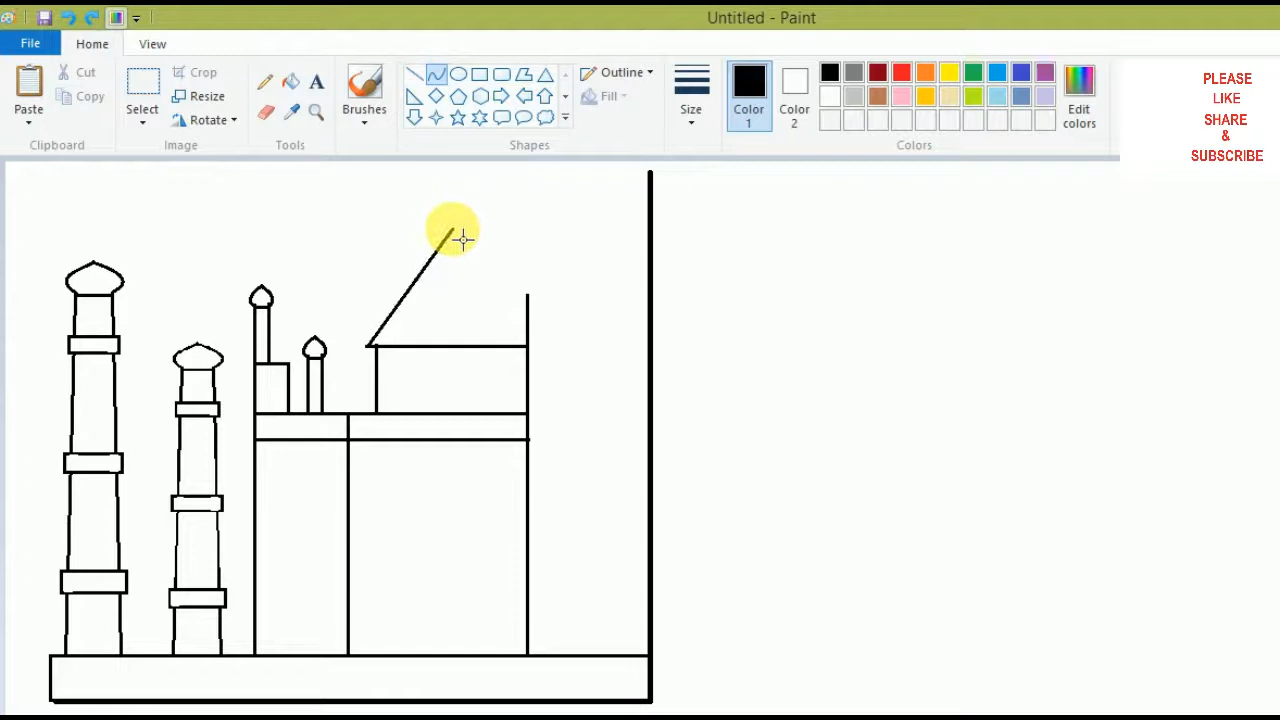 Untitled - Paint
File
Home
View
Paste
Cut
Copy
Clipboard
Select
Crop
Resize
Rotate
Image
A
Tools
Brushes
Outline
Fill
Shapes
Size
Color 1
Color 2
Edit colors
Colors
PLEASE
LIKE
SHARE
&
SUBSCRIBE